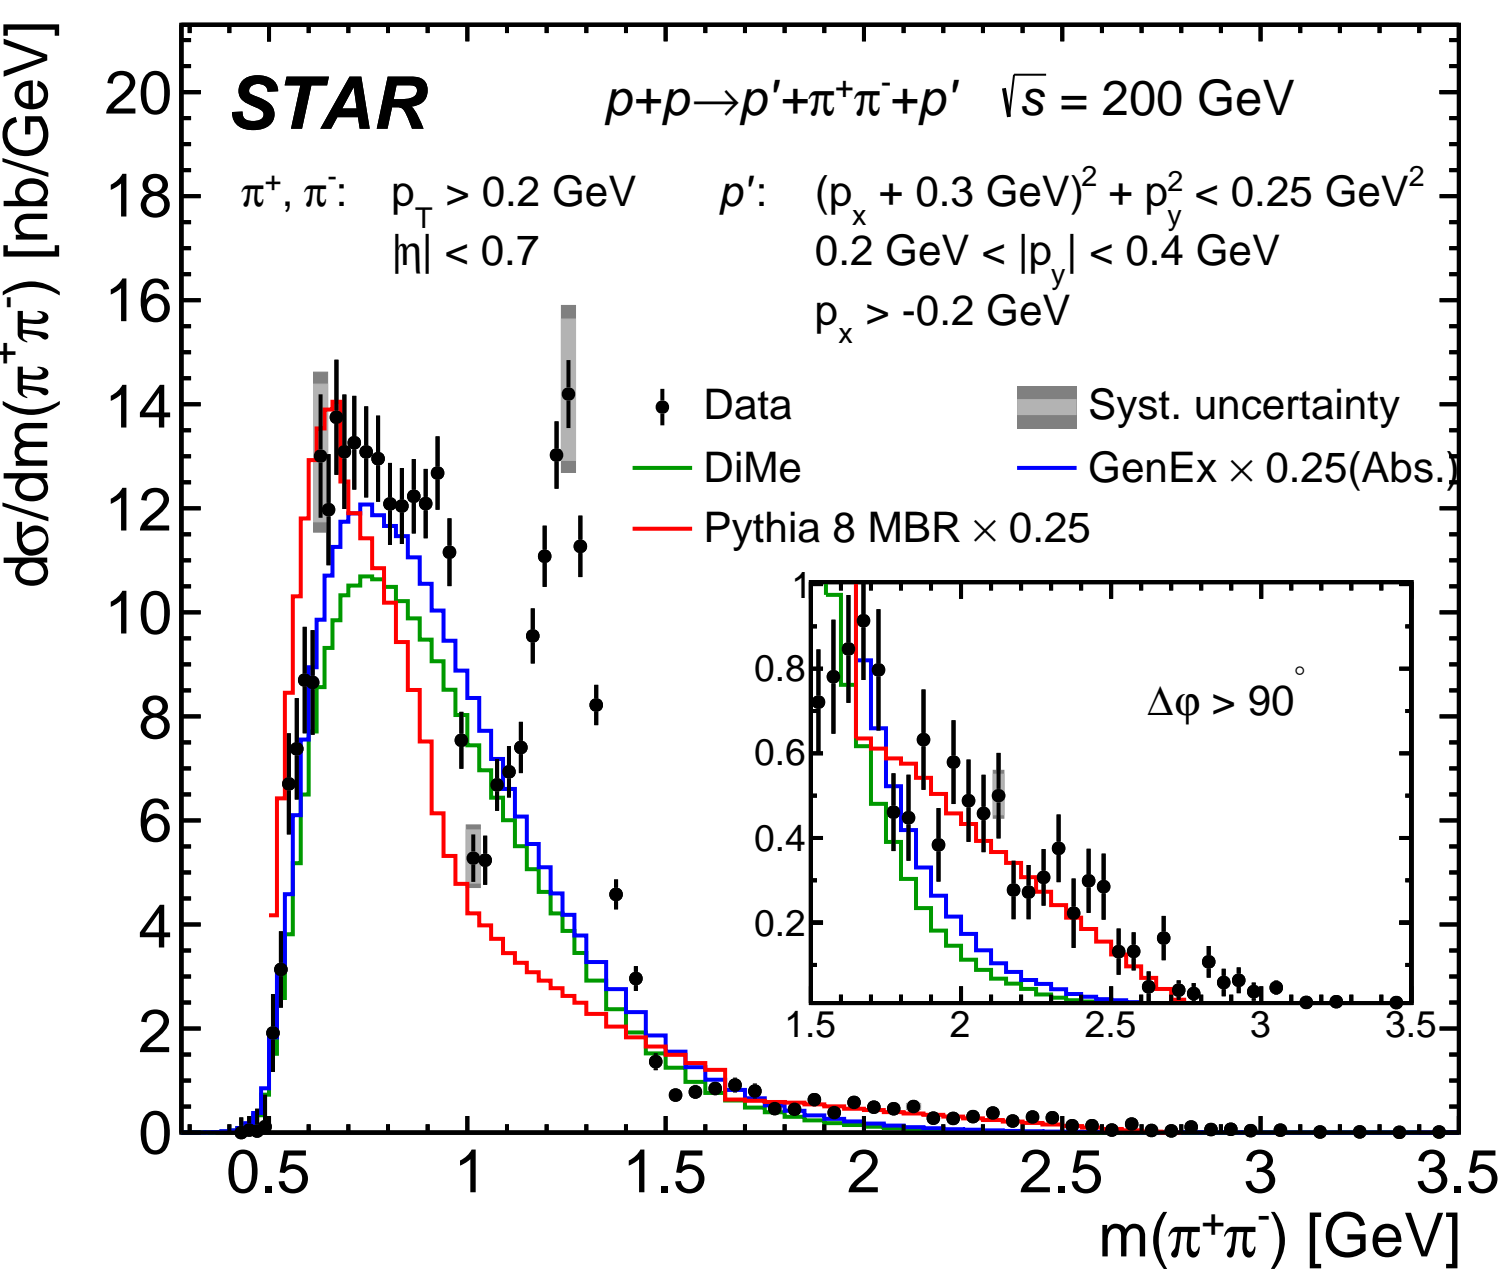 STAR p+p→p′+π⁺π⁻+p′ √s = 200 GeV
π⁺, π⁻: p_T > 0.2 GeV p′: (p_x + 0.3 GeV)² + p_y² < 0.25 GeV²
|η| < 0.7 0.2 GeV < |p_y| < 0.4 GeV
p_x > -0.2 GeV
Data Syst. uncertainty
DiMe GenEx × 0.25(Abs.)
Pythia 8 MBR × 0.25
dσ/dm(π⁺π⁻) [nb/GeV]
20
18
16
14
12
10
8
6
4
2
0
0.5 1 1.5 2 2.5 3 3.5
m(π⁺π⁻) [GeV]
Δφ > 90°
1
0.8
0.6
0.4
0.2
1.5 2 2.5 3 3.5